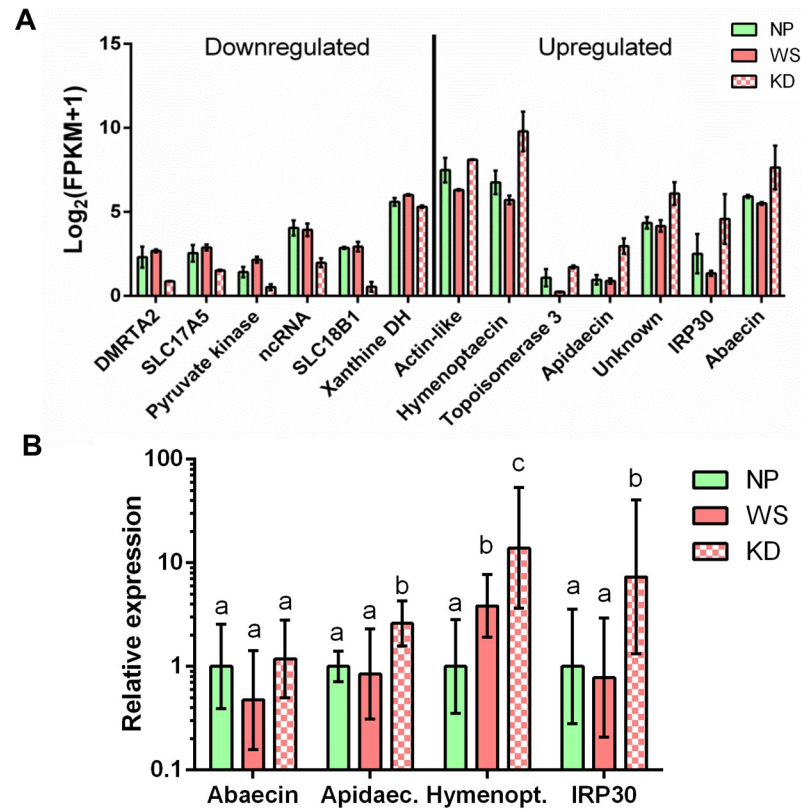 A
Downregulated Upregulated
NP
WS
KD
Log2(FPKM+1)
15
10
5
0
DMRTA2 SLC17A5 Pyruvate kinase ncRNA SLC18B1 Xanthine DH Actin-like Hymenoptaecin Topoisomerase 3 Apidaecin Unknown IRP30 Abaecin
B
NP
WS
KD
Relative expression
100
10
1
0.1
a a a a a b a b c a a b
Abaecin Apidaec. Hymenopt. IRP30